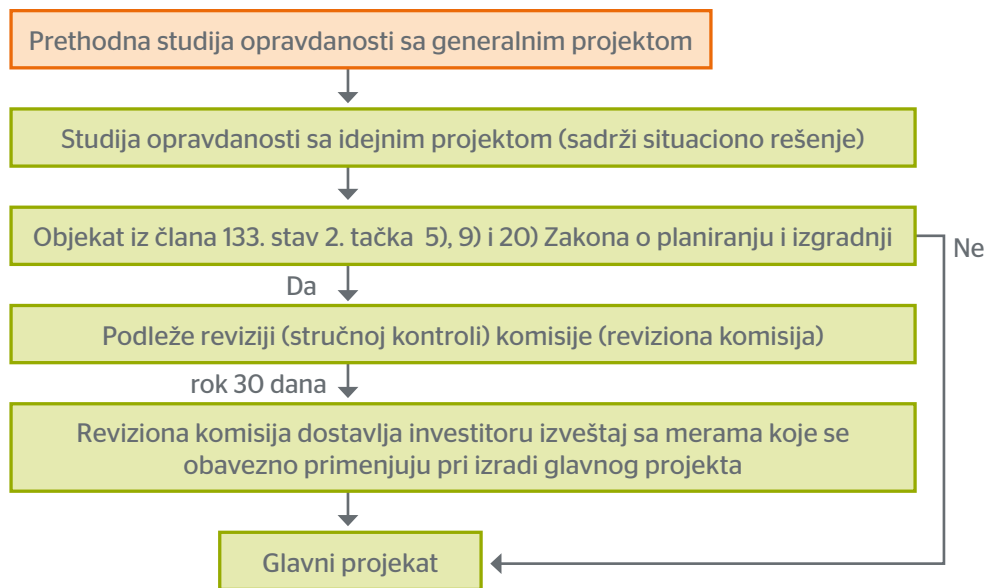 Prethodna studija opravdanosti sa generalnim projektom
Studija opravdanosti sa idejnim projektom (sadrži situaciono rešenje)
Objekat iz člana 133. stav 2. tačka 5), 9) i 20) Zakona o planiranju i izgradnji
Ne
Da
Podleže reviziji (stručnoj kontroli) komisije (reviziona komisija)
rok 30 dana
Reviziona komisija dostavlja investitoru izveštaj sa merama koje se
obavezno primenjuju pri izradi glavnog projekta
Glavni projekat